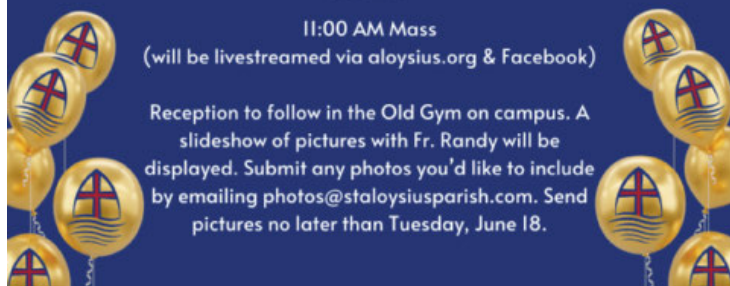 11:00 AM Mass
(will be livestreamed via aloysius.org & Facebook)
Reception to follow in the Old Gym on campus. A
slideshow of pictures with Fr. Randy will be
displayed. Submit any photos you'd like to include
by emailing photos@staloysiusparish.com. Send
pictures no later than Tuesday, June 18.